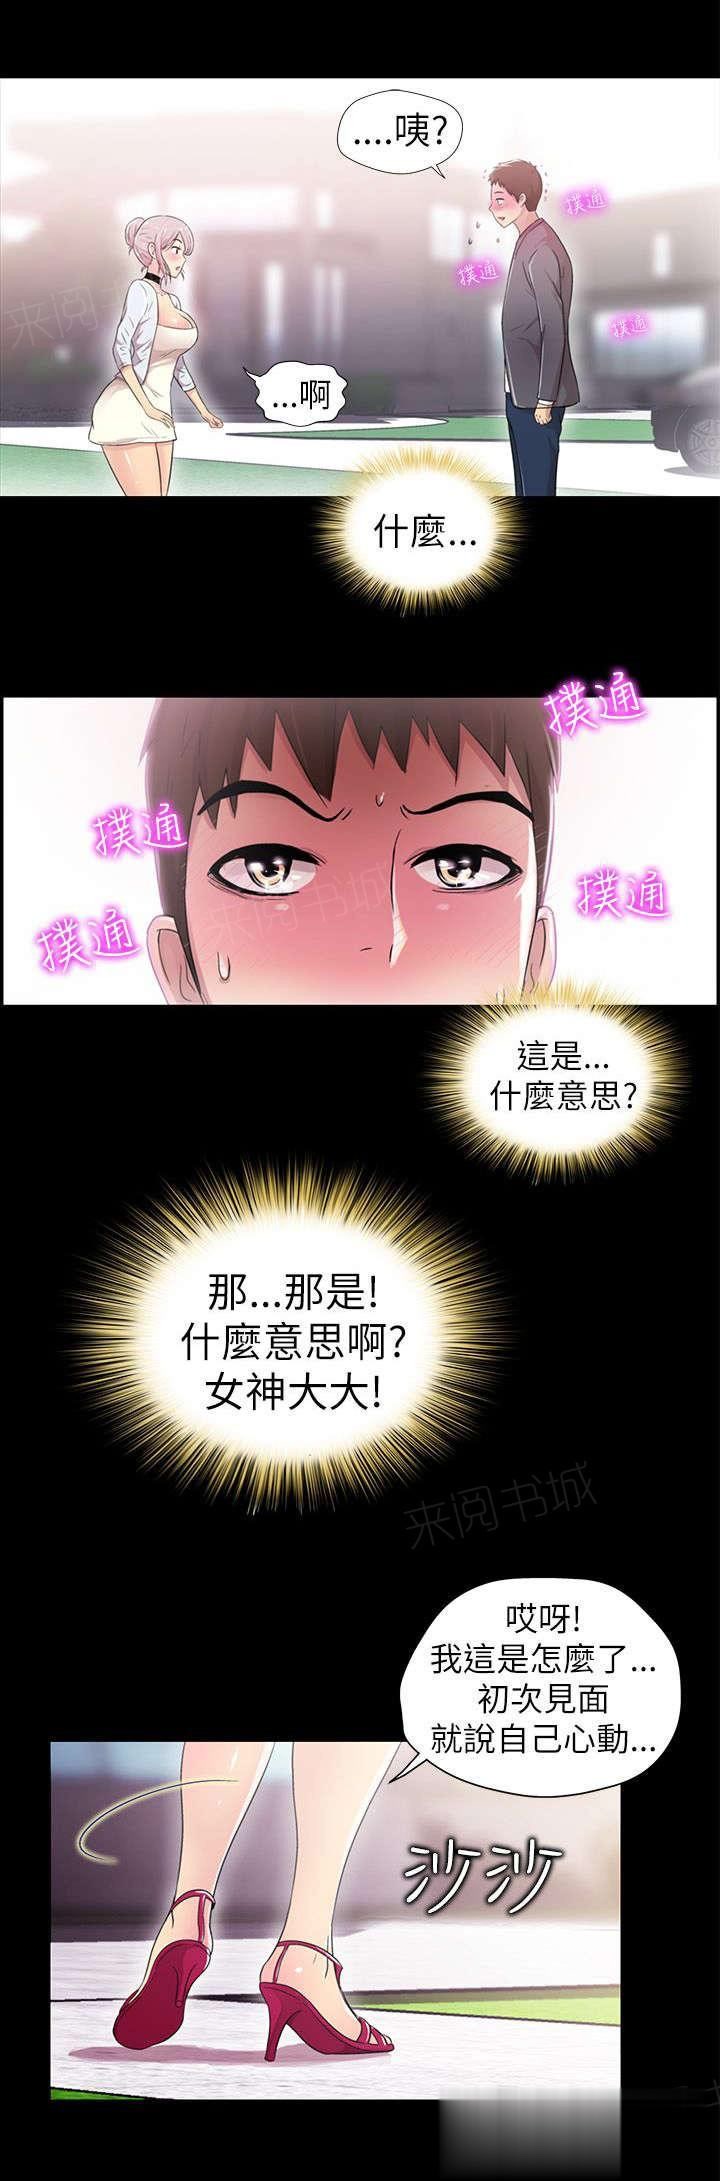 ....咦?
撲通
撲通
撲通
...啊
什麼...
來阅书城
撲通
撲通
撲通
撲通
來阅书城
這是...
什麼意思?
那...那是!
什麼意思啊?
女神大大!
來阅书城
哎呀!
我這是怎麼了...
初次見面
就說自己心動...
沙沙